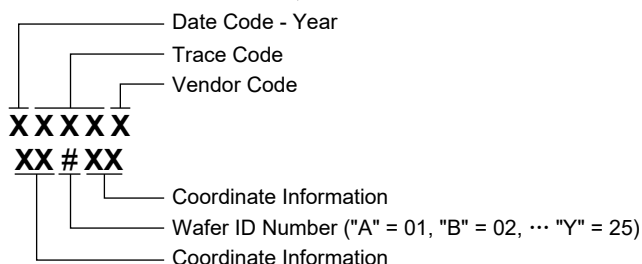 Date Code - Year
Trace Code
Vendor Code
X X X X X
XX # XX
Coordinate Information
Wafer ID Number ("A" = 01, "B" = 02, ··· "Y" = 25)
Coordinate Information